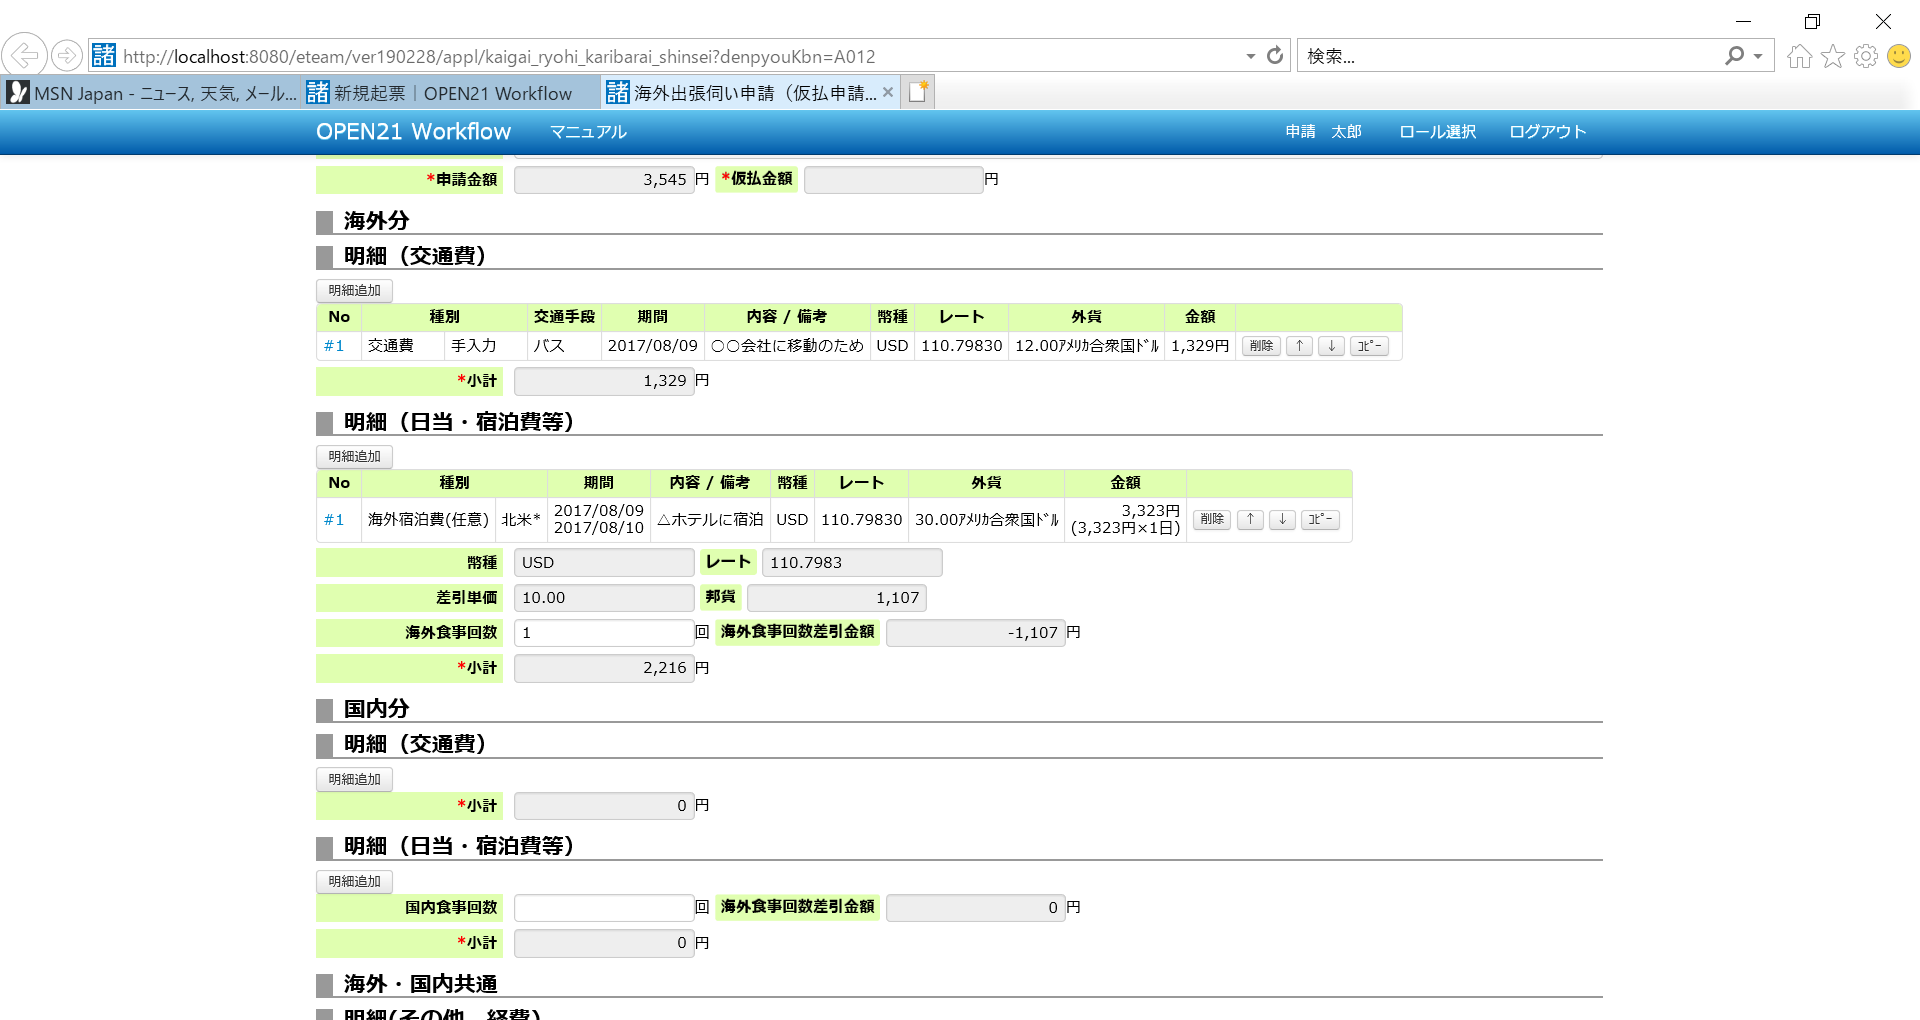 http://localhost:8080/eteam/ver190228/appl/kaigai_ryohi_karibarai_shinsei?denpyouKbn=A012
検索...
MSN Japan - ニュース, 天気, メール...
新規起票 | OPEN21 Workflow
海外出張伺い申請（仮払申請...
OPEN21 Workflow マニュアル 申請 太郎 ロール選択 ログアウト
*申請金額 3,545 円 *仮払金額 円
海外分
明細（交通費）
明細追加
No 種別 交通手段 期間 内容 / 備考 幣種 レート 外貨 金額
#1 交通費 手入力 バス 2017/08/09 ○○会社に移動のため USD 110.79830 12.00ｱﾒﾘｶ合衆国ﾄﾞﾙ 1,329円 削除 ↑ ↓ ｺﾋﾟｰ
*小計 1,329 円
明細（日当・宿泊費等）
明細追加
No 種別 期間 内容 / 備考 幣種 レート 外貨 金額
#1 海外宿泊費(任意) 北米* 2017/08/09 2017/08/10 △ホテルに宿泊 USD 110.79830 30.00ｱﾒﾘｶ合衆国ﾄﾞﾙ 3,323円 (3,323円×1日) 削除 ↑ ↓ ｺﾋﾟｰ
幣種 USD レート 110.7983
差引単価 10.00 邦貨 1,107
海外食事回数 1 回 海外食事回数差引金額 -1,107 円
*小計 2,216 円
国内分
明細（交通費）
明細追加
*小計 0 円
明細（日当・宿泊費等）
明細追加
国内食事回数 回 海外食事回数差引金額 0 円
*小計 0 円
海外・国内共通
明細(その他 経費)